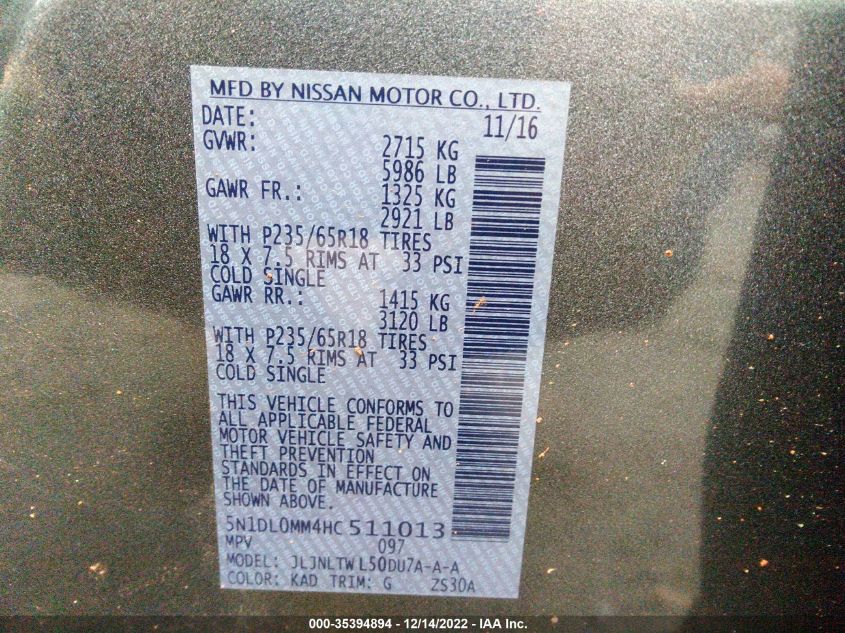 MFD BY NISSAN MOTOR CO., LTD.
DATE: 11/16
GVWR: 2715 KG
5986 LB
GAWR FR.: 1325 KG
2921 LB
WITH P235/65R18 TIRES
18 X 7.5 RIMS AT 33 PSI
COLD SINGLE
GAWR RR.: 1415 KG
3120 LB
WITH P235/65R18 TIRES
18 X 7.5 RIMS AT 33 PSI
COLD SINGLE
THIS VEHICLE CONFORMS TO
ALL APPLICABLE FEDERAL
MOTOR VEHICLE SAFETY AND
THEFT PREVENTION
STANDARDS IN EFFECT ON
THE DATE OF MANUFACTURE
SHOWN ABOVE.
5N1DL0MM4HC 511013
MPV 097
MODEL: JLJNLTW L50DU7A-A-A
COLOR: KAD TRIM: G ZS30A
000-35394894 - 12/14/2022 - IAA Inc.